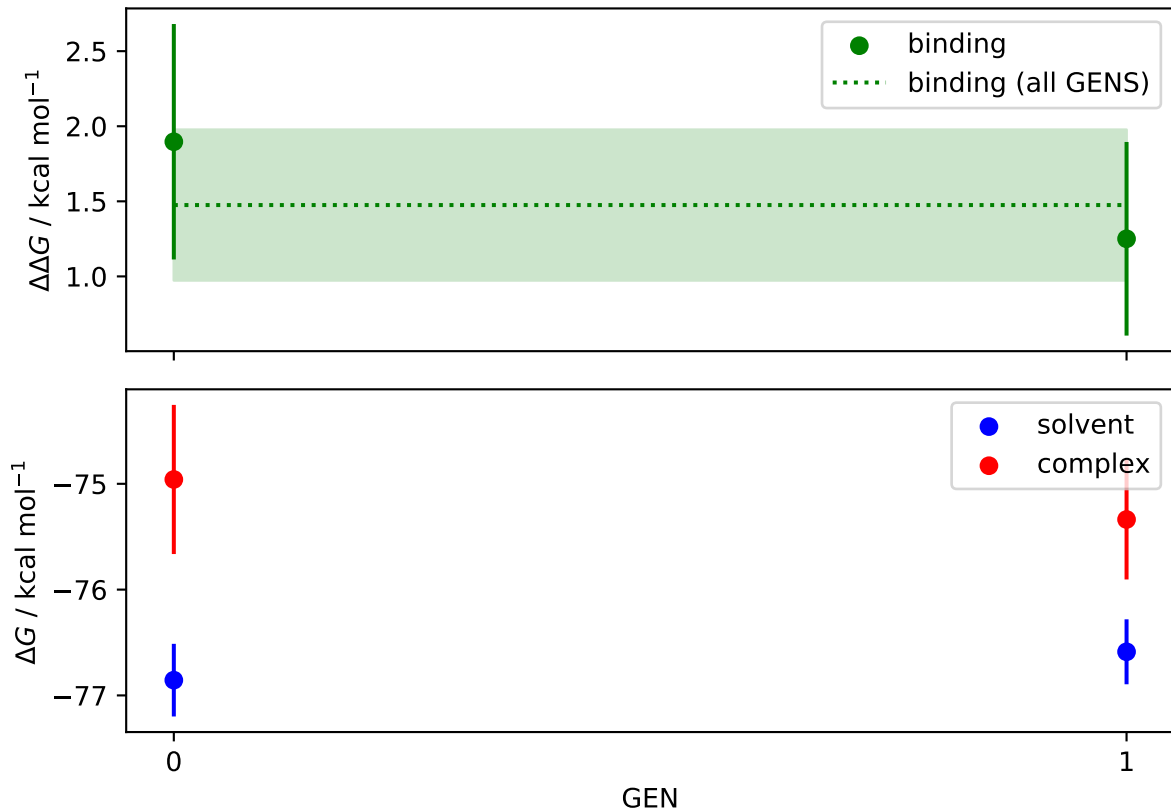 ΔΔG / kcal mol⁻¹
2.5
2.0
1.5
1.0
binding
binding (all GENS)
ΔG / kcal mol⁻¹
−75
−76
−77
solvent
complex
0
1
GEN